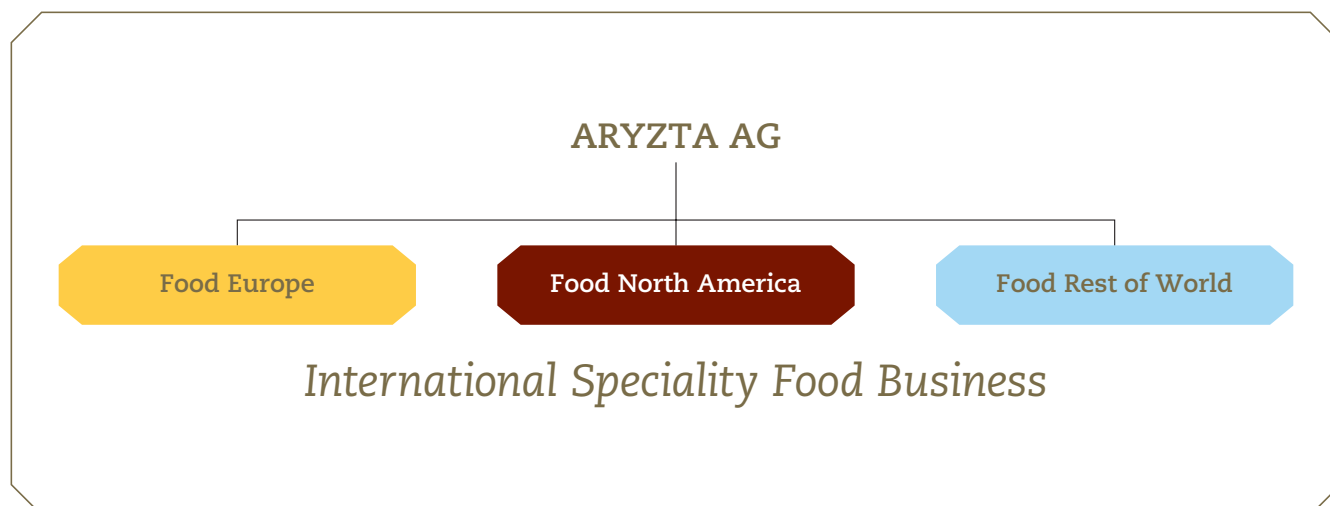 ARYZTA AG
Food Europe
Food North America
Food Rest of World
International Speciality Food Business